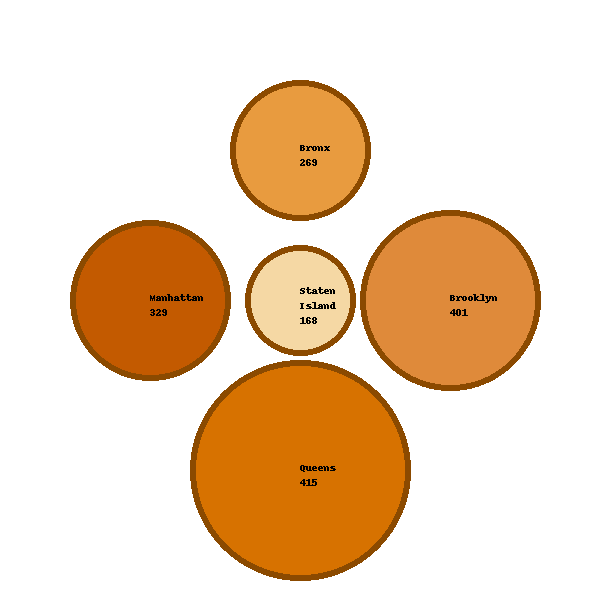 Bronx
269
Manhattan
329
Staten
Island
168
Brooklyn
401
Queens
415